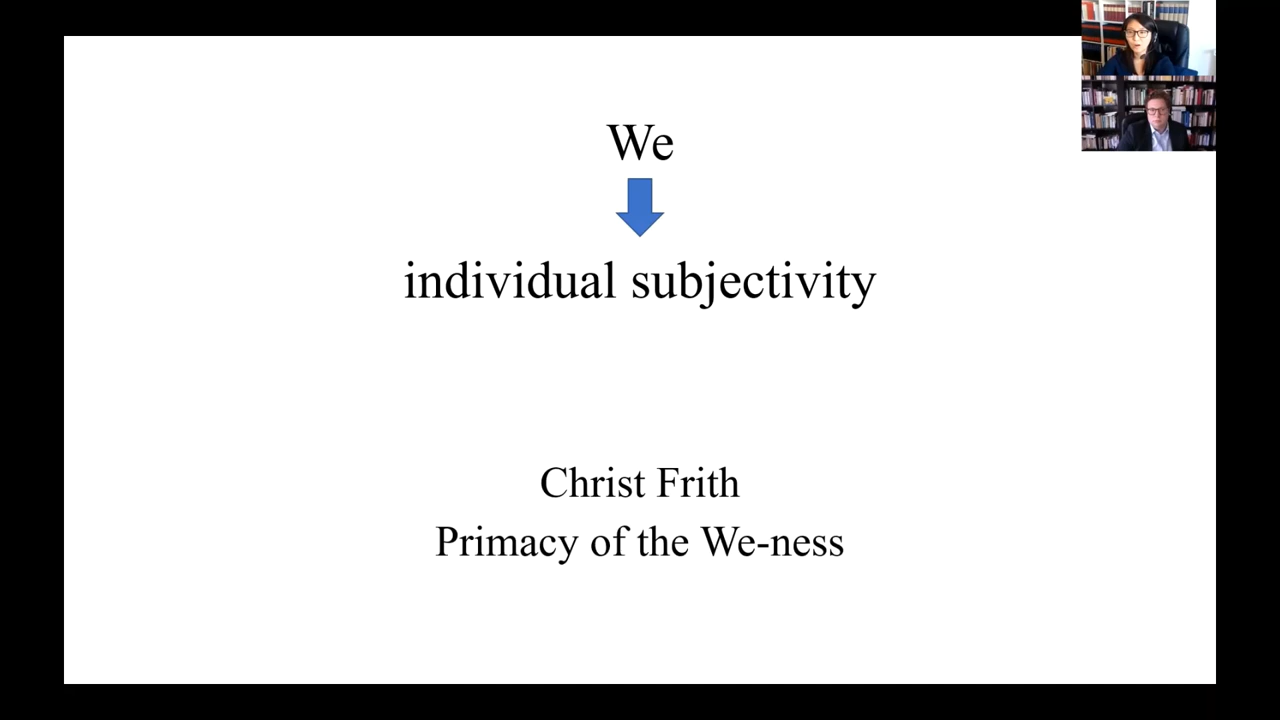 We
individual subjectivity
Christ Frith
Primacy of the We-ness